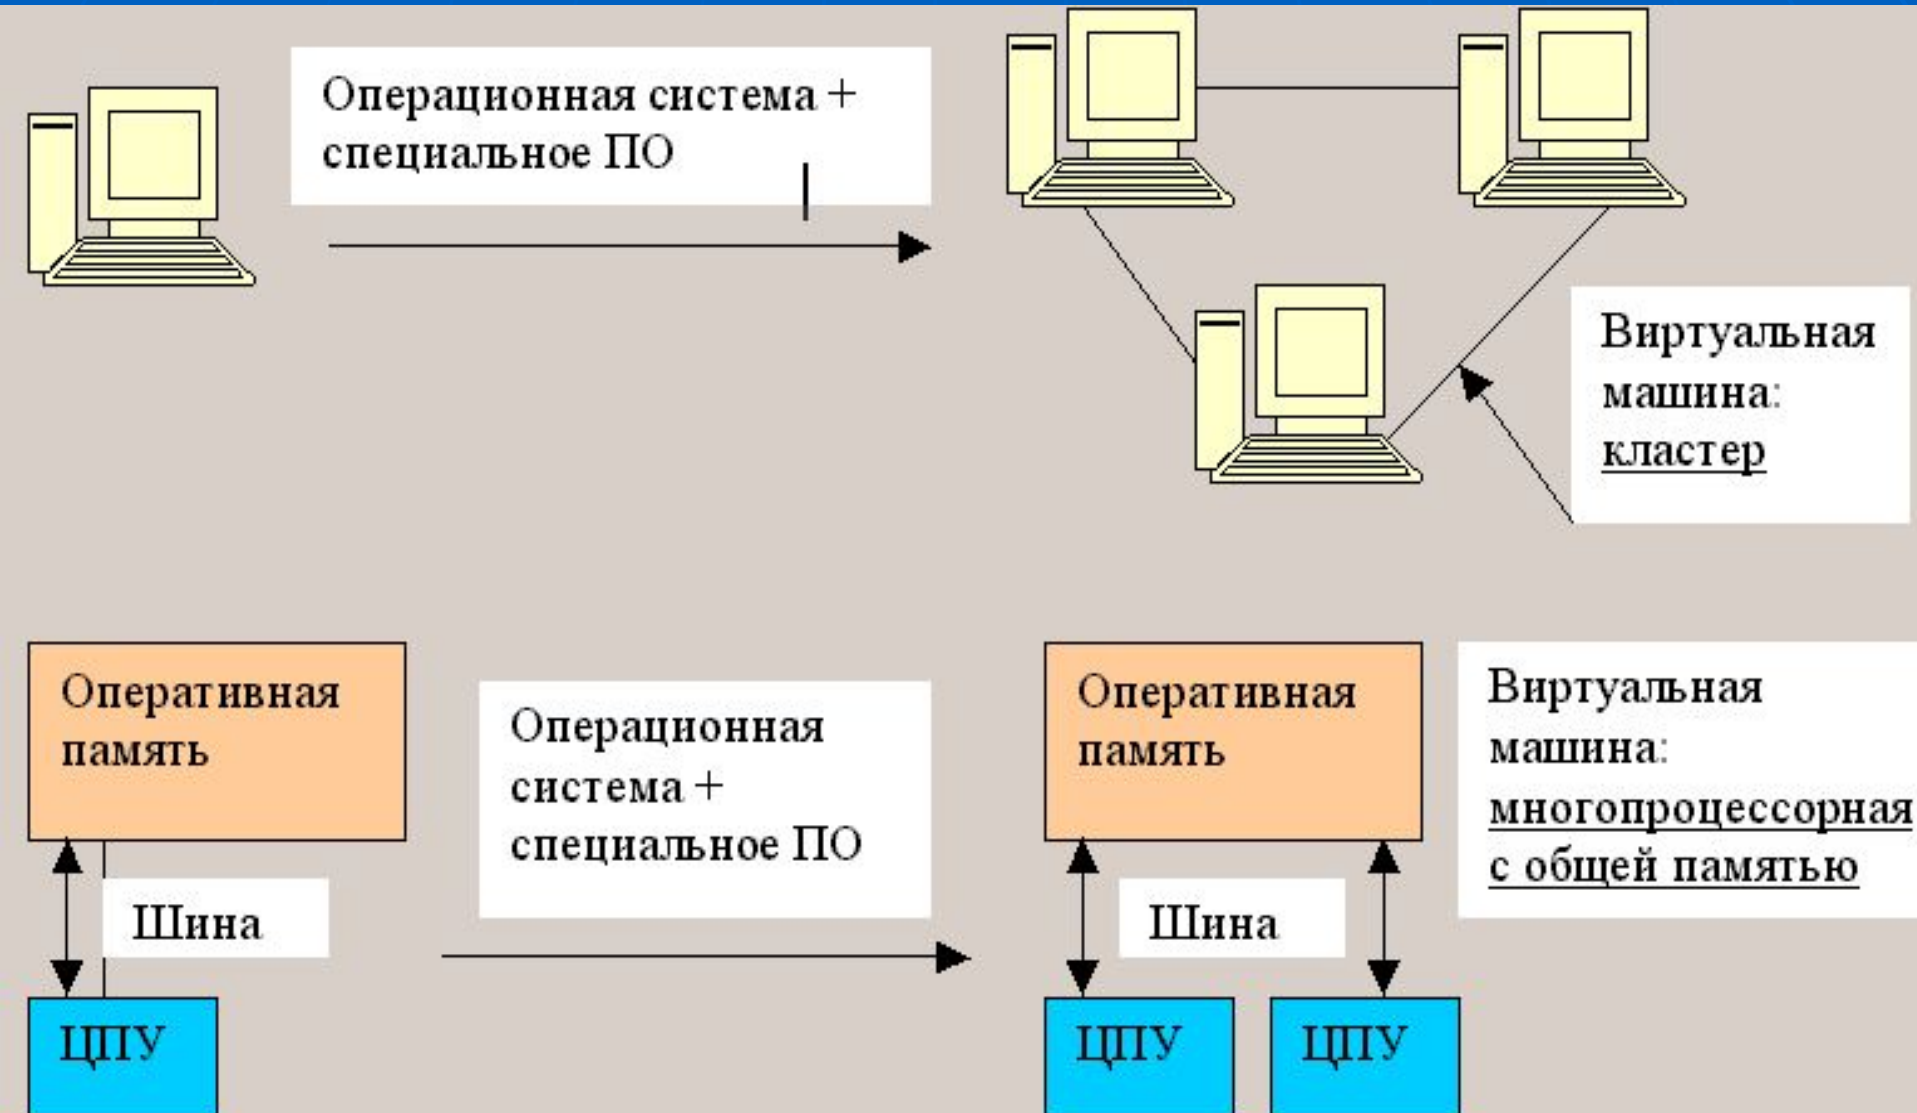 Операционная система +
специальное ПО
Виртуальная
машина:
кластер
Оперативная
память
Операционная
система +
специальное ПО
Оперативная
память
Виртуальная
машина:
многопроцессорная
с общей памятью
Шина
Шина
ЦПУ
ЦПУ
ЦПУ